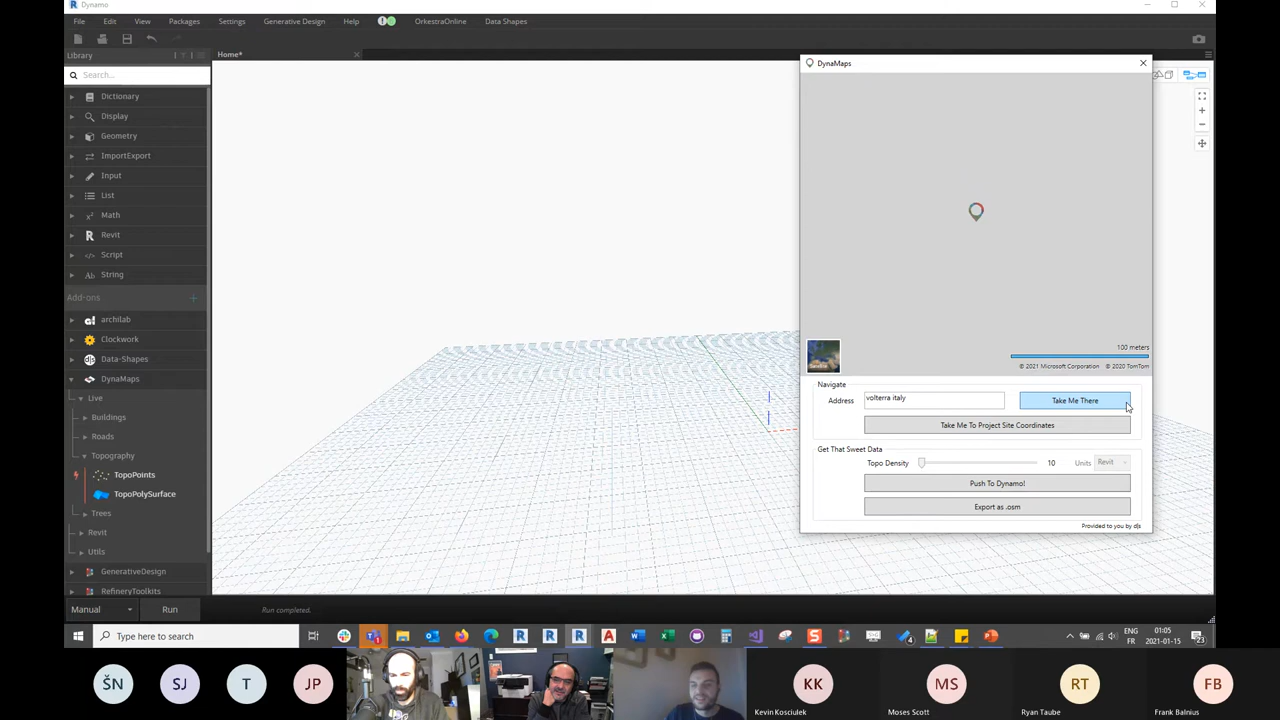 Dynamo
File Edit View Packages Settings Generative Design Help OrkestraOnline Data Shapes
Library
Home*
Search...
Dictionary
Display
Geometry
ImportExport
Input
List
Math
Revit
Script
String
Add-ons
archilab
Clockwork
Data-Shapes
DynaMaps
Live
Buildings
Roads
Topography
TopoPoints
TopoPolySurface
Trees
Revit
Utils
GenerativeDesign
RefineryToolkits
Manual
Run
Run completed.
DynaMaps
100 meters
© 2021 Microsoft Corporation © 2020 TomTom
Navigate
Address volterra italy Take Me There
Take Me To Project Site Coordinates
Get That Sweet Data
Topo Density 10 Units Revit
Push To Dynamo!
Export as .osm
Provided to you by d|s
Type here to search
ENG
FR
01:05
2021-01-15
ŠN SJ T JP KK MS RT FB
Kevin Kosciulek Moses Scott Ryan Taube Frank Balnius